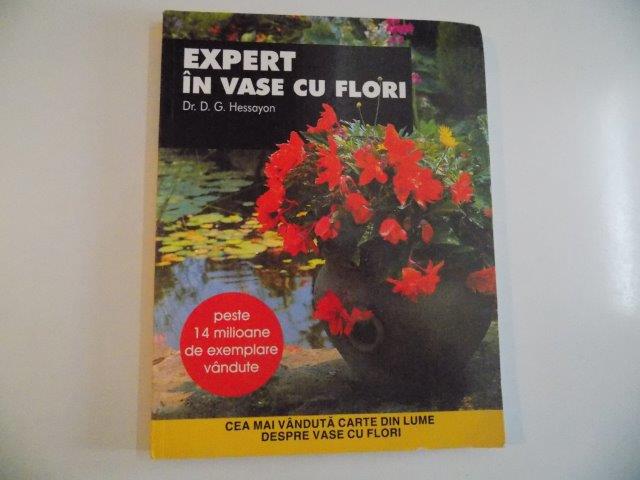 EXPERT
ÎN VASE CU FLORI
Dr. D. G. Hessayon
peste
14 milioane
de exemplare
vândute
CEA MAI VÂNDUTĂ CARTE DIN LUME
DESPRE VASE CU FLORI